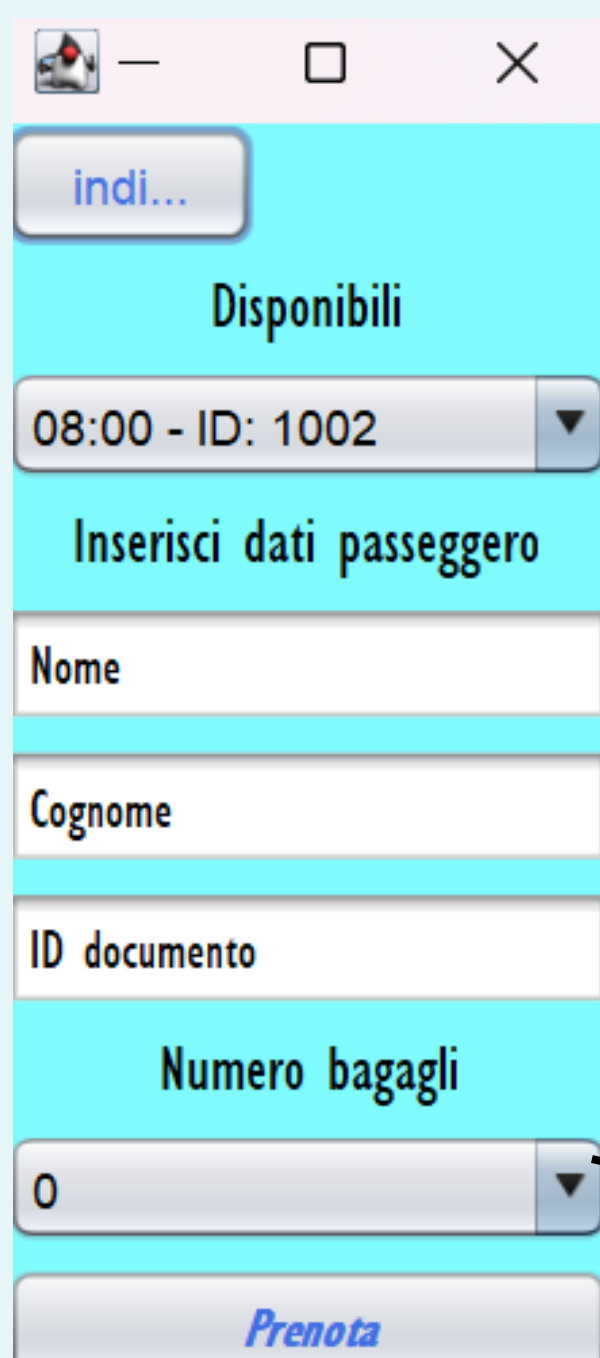 indi...
Disponibili
08:00 - ID: 1002
Inserisci dati passeggero
Nome
Cognome
ID documento
Numero bagagli
0
Prenota